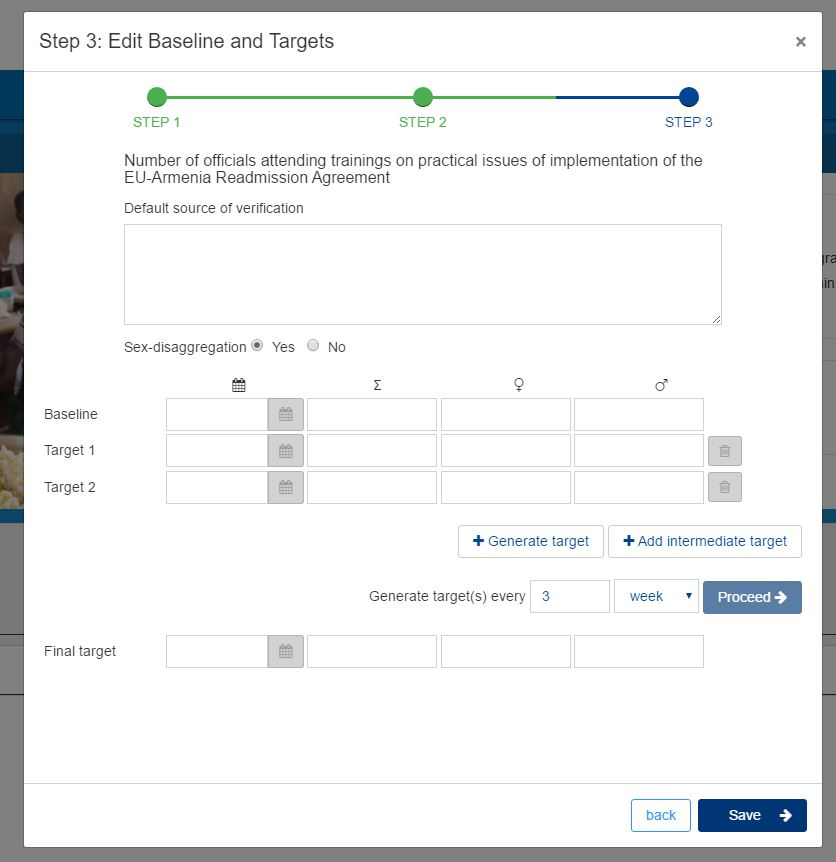 Step 3: Edit Baseline and Targets ×
STEP 1 STEP 2 STEP 3
Number of officials attending trainings on practical issues of implementation of the
EU-Armenia Readmission Agreement
Default source of verification
Sex-disaggregation Yes No
Σ ♀ ♂
Baseline
Target 1
Target 2
+ Generate target + Add intermediate target
Generate target(s) every 3 week Proceed
Final target
back Save